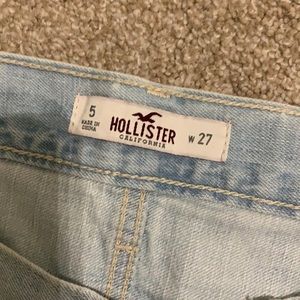 5
MADE IN
CHINA
HOLLISTER
CALIFORNIA
W 27